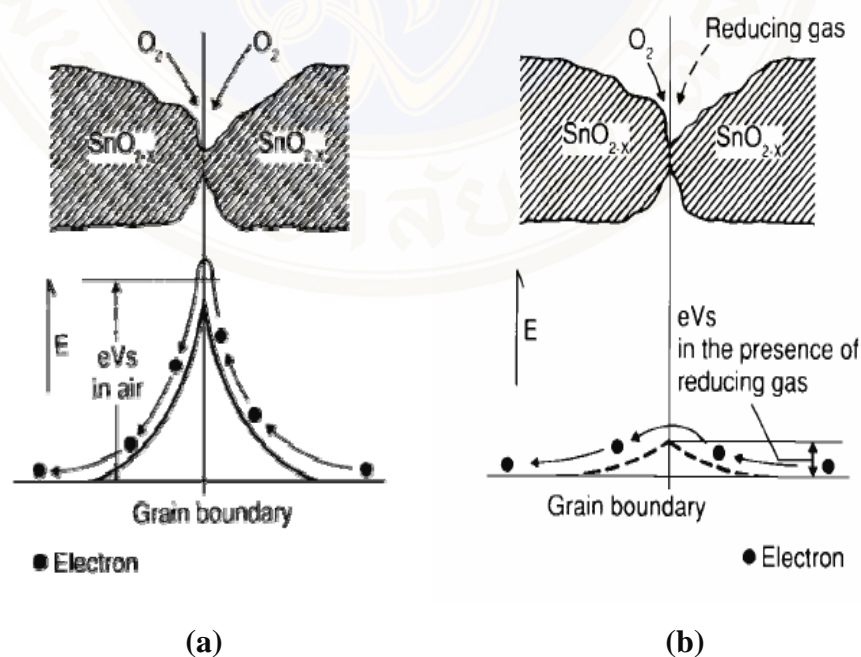 O₂ O₂
SnO₂₋ₓ SnO₂₋ₓ
E
eVs
in air
Grain boundary
● Electron
(a)
O₂ Reducing gas
SnO₂₋ₓ SnO₂₋ₓ
E
eVs
in the presence of
reducing gas
Grain boundary
● Electron
(b)